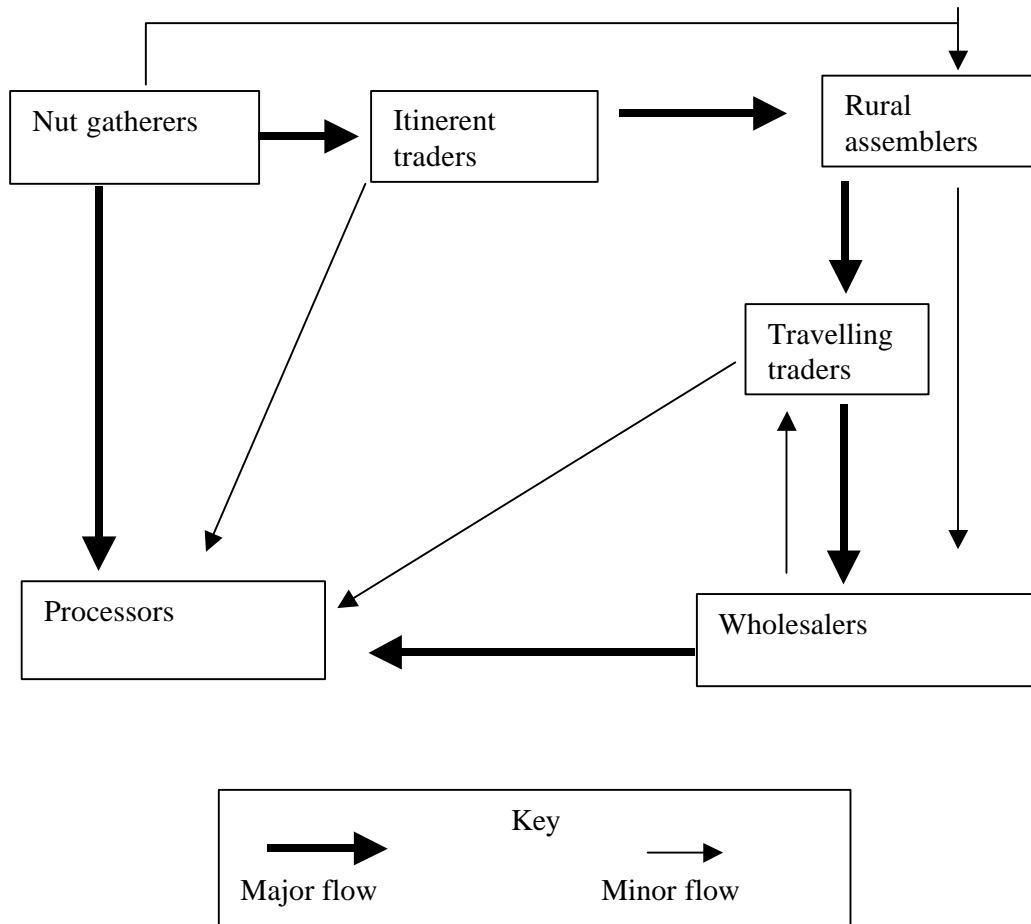 Nut gatherers
Itinerent
traders
Rural
assemblers
Travelling
traders
Processors
Wholesalers
Key
Major flow
Minor flow